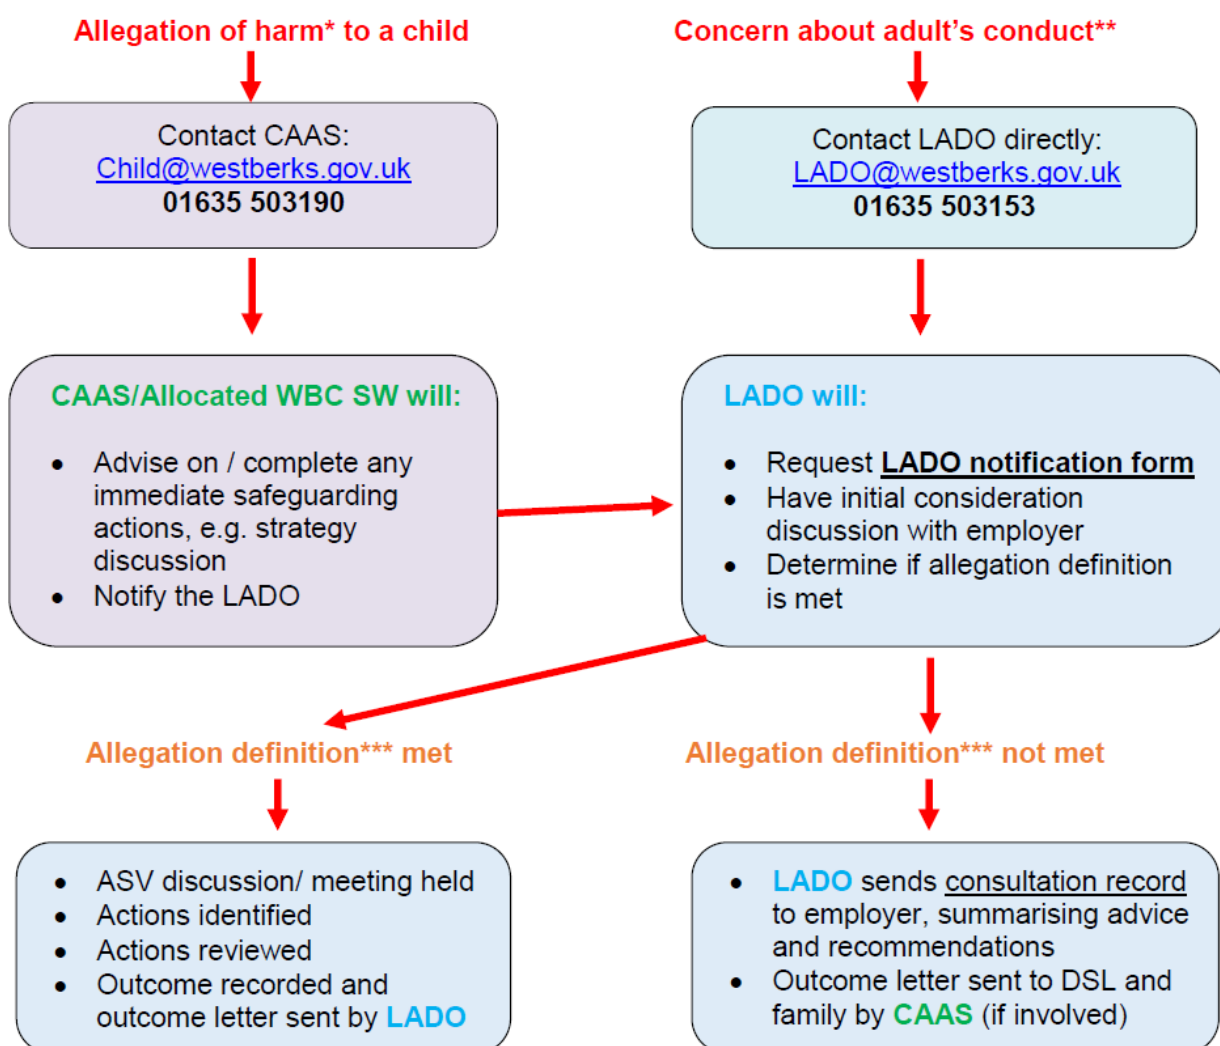 Allegation of harm* to a child
Concern about adult's conduct**
Contact CAAS:
Child@westberks.gov.uk
01635 503190
Contact LADO directly:
LADO@westberks.gov.uk
01635 503153
CAAS/Allocated WBC SW will:
• Advise on / complete any
immediate safeguarding
actions, e.g. strategy
discussion
• Notify the LADO
LADO will:
• Request LADO notification form
• Have initial consideration
discussion with employer
• Determine if allegation definition
is met
Allegation definition*** met
Allegation definition*** not met
• ASV discussion/ meeting held
• Actions identified
• Actions reviewed
• Outcome recorded and
outcome letter sent by LADO
• LADO sends consultation record
to employer, summarising advice
and recommendations
• Outcome letter sent to DSL and
family by CAAS (if involved)